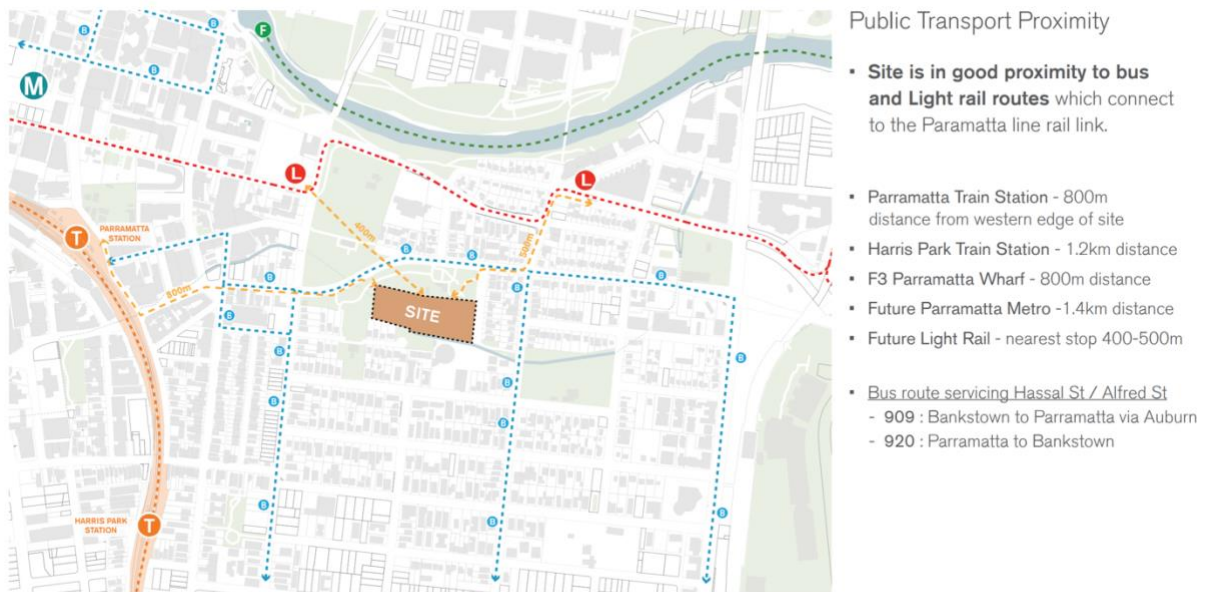 Public Transport Proximity
▪ Site is in good proximity to bus
and Light rail routes which connect
to the Paramatta line rail link.
▪ Parramatta Train Station - 800m
distance from western edge of site
▪ Harris Park Train Station - 1.2km distance
▪ F3 Parramatta Wharf - 800m distance
▪ Future Parramatta Metro -1.4km distance
▪ Future Light Rail - nearest stop 400-500m
▪ Bus route servicing Hassal St / Alfred St
- 909 : Bankstown to Parramatta via Auburn
- 920 : Parramatta to Bankstown
F
B
B
B
M
L
L
PARRAMATTA
STATION
T
400m
500m
B
B
B
B
B
800m
B
B
SITE
B
B
B
B
B
B
B
B
B
HARRIS PARK
STATION
T